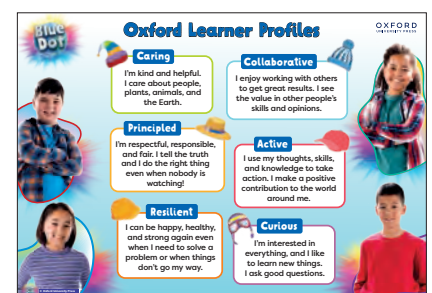 Blue
Dot
Oxford Learner Profiles
OXFORD
UNIVERSITY PRESS
Caring
I'm kind and helpful.
I care about people,
plants, animals, and
the Earth.
Collaborative
I enjoy working with others
to get great results. I see
the value in other people's
skills and opinions.
Principled
I'm respectful, responsible,
and fair. I tell the truth
and I do the right thing
even when nobody is
watching!
Active
I use my thoughts, skills,
and knowledge to take
action. I make a positive
contribution to the world
around me.
Resilient
I can be happy, healthy,
and strong again even
when I need to solve a
problem or when things
don't go my way.
Curious
I'm interested in
everything, and I like
to learn new things.
I ask good questions.
© Oxford University Press